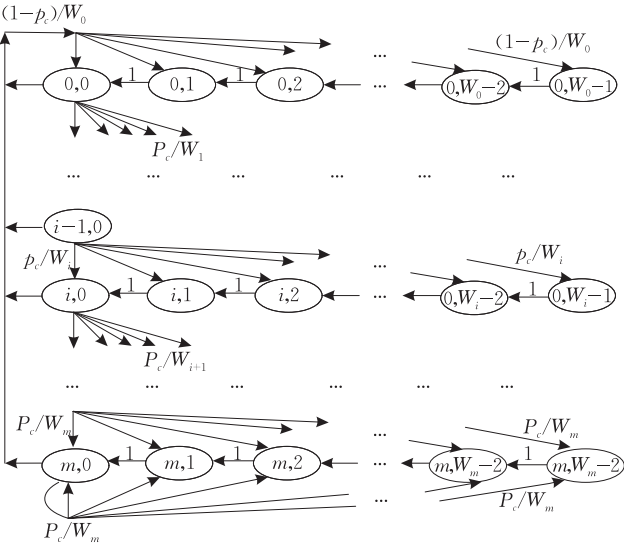 (1−p_c)/W_0
(1−p_c)/W_0
...
0,0 1 0,1 1 0,2 ... 0,W_0−2 1 0,W_0−1
P_c/W_1
... ... ... ... ... ...
i−1,0
p_c/W_i p_c/W_i
...
i,0 1 i,1 1 i,2 ... 0,W_i−2 1 0,W_i−1
P_c/W_{i+1}
... ... ... ... ... ...
P_c/W_m P_c/W_m
...
m,0 1 m,1 1 m,2 ... m,W_m−2 1 m,W_m−2
... P_c/W_m
P_c/W_m